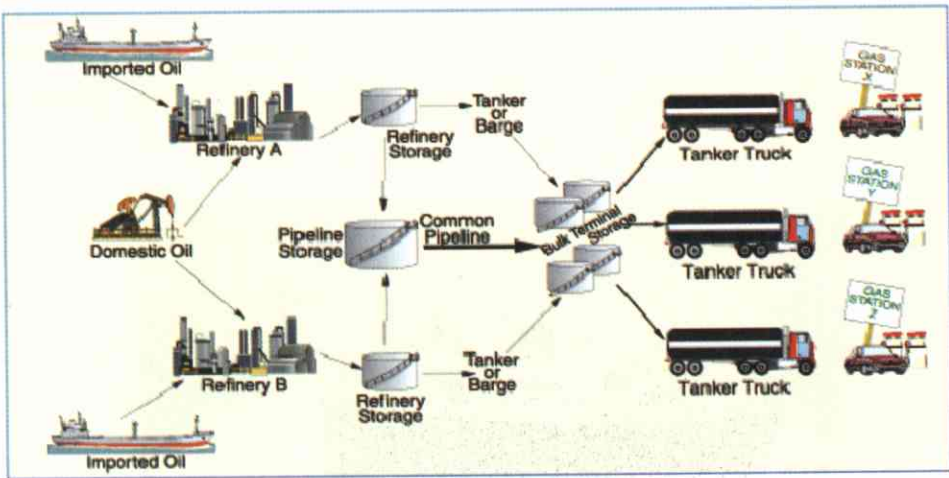 Imported Oil
GAS
STATION
X
Refinery A
Refinery
Storage
Tanker
or
Barge
Tanker Truck
Domestic Oil
Pipeline
Storage
Common
Pipeline
Bulk Terminal
Storage
Tanker Truck
GAS
STATION
Y
Refinery B
Refinery
Storage
Tanker
or
Barge
Tanker Truck
GAS
STATION
Z
Imported Oil